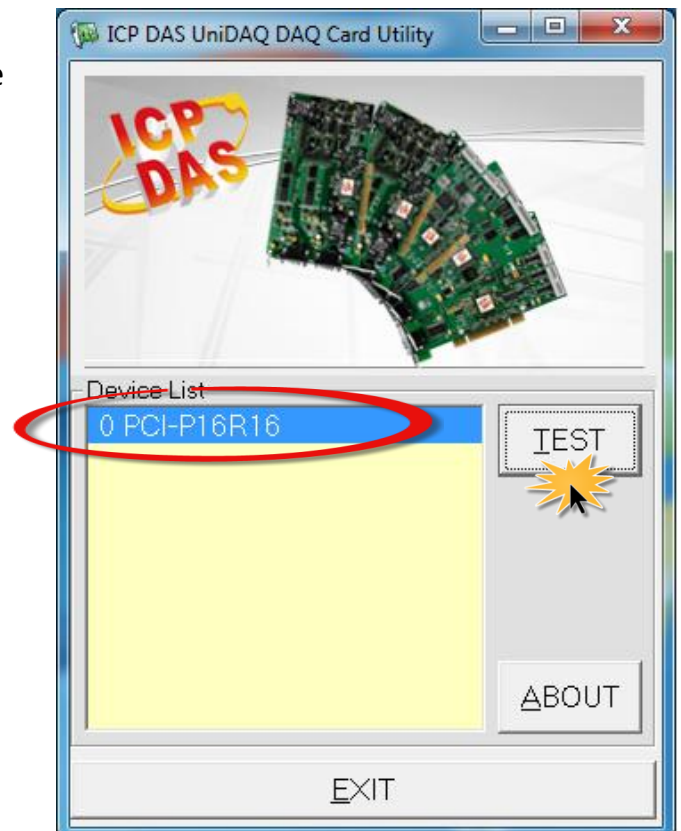 e
ICP DAS UniDAQ DAQ Card Utility
ICP
DAS
Device List
0 PCI-P16R16
TEST
ABOUT
EXIT